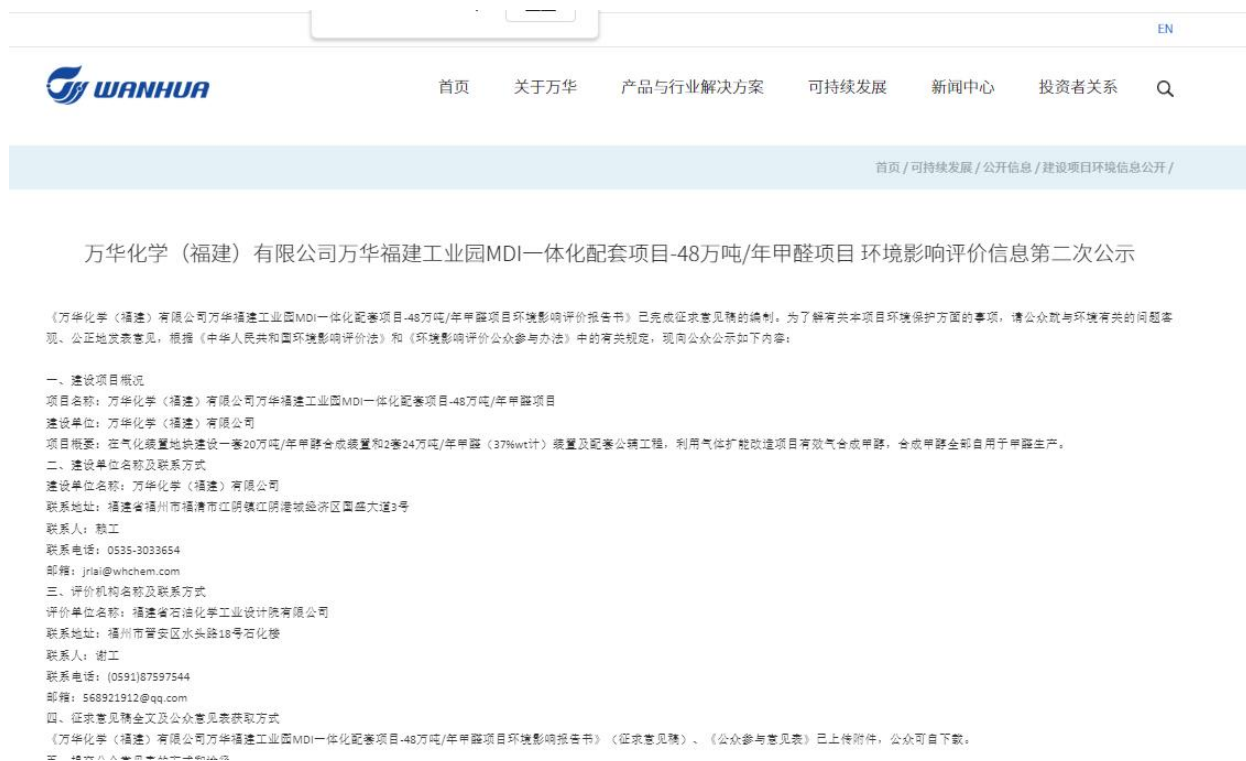 EN
WANHUA
首页 关于万华 产品与行业解决方案 可持续发展 新闻中心 投资者关系
首页 / 可持续发展 / 公开信息 / 建设项目环境信息公开 /
万华化学（福建）有限公司万华福建工业园MDI一体化配套项目-48万吨/年甲醛项目 环境影响评价信息第二次公示
《万华化学（福建）有限公司万华福建工业园MDI一体化配套项目-48万吨/年甲醛项目环境影响评价报告书》已完成征求意见稿的编制。为了解有关本项目环境保护方面的事项，请公众就与环境有关的问题客
观、公正地发表意见，根据《中华人民共和国环境影响评价法》和《环境影响评价公众参与办法》中的有关规定，现向公众公示如下内容：
一、建设项目概况
项目名称：万华化学（福建）有限公司万华福建工业园MDI一体化配套项目-48万吨/年甲醛项目
建设单位：万华化学（福建）有限公司
项目概要：在气化装置地块建设一套20万吨/年甲醇合成装置和2套24万吨/年甲醛（37%wt计）装置及配套公辅工程，利用气体扩能改造项目有效气合成甲醇，合成甲醇全部自用于甲醛生产。
二、建设单位名称及联系方式
建设单位名称：万华化学（福建）有限公司
联系地址：福建省福州市福清市江阴镇江阴港城经济区国盛大道3号
联系人：赖工
联系电话：0535-3033654
邮箱：jrlai@whchem.com
三、评价机构名称及联系方式
评价单位名称：福建省石油化学工业设计院有限公司
联系地址：福州市晋安区水头路18号石化楼
联系人：谢工
联系电话：(0591)87597544
邮箱：568921912@qq.com
四、征求意见稿全文及公众意见表获取方式
《万华化学（福建）有限公司万华福建工业园MDI一体化配套项目-48万吨/年甲醛项目环境影响报告书》（征求意见稿）、《公众参与意见表》已上传附件，公众可自下载。
五、提交公众意见表的方式和途径